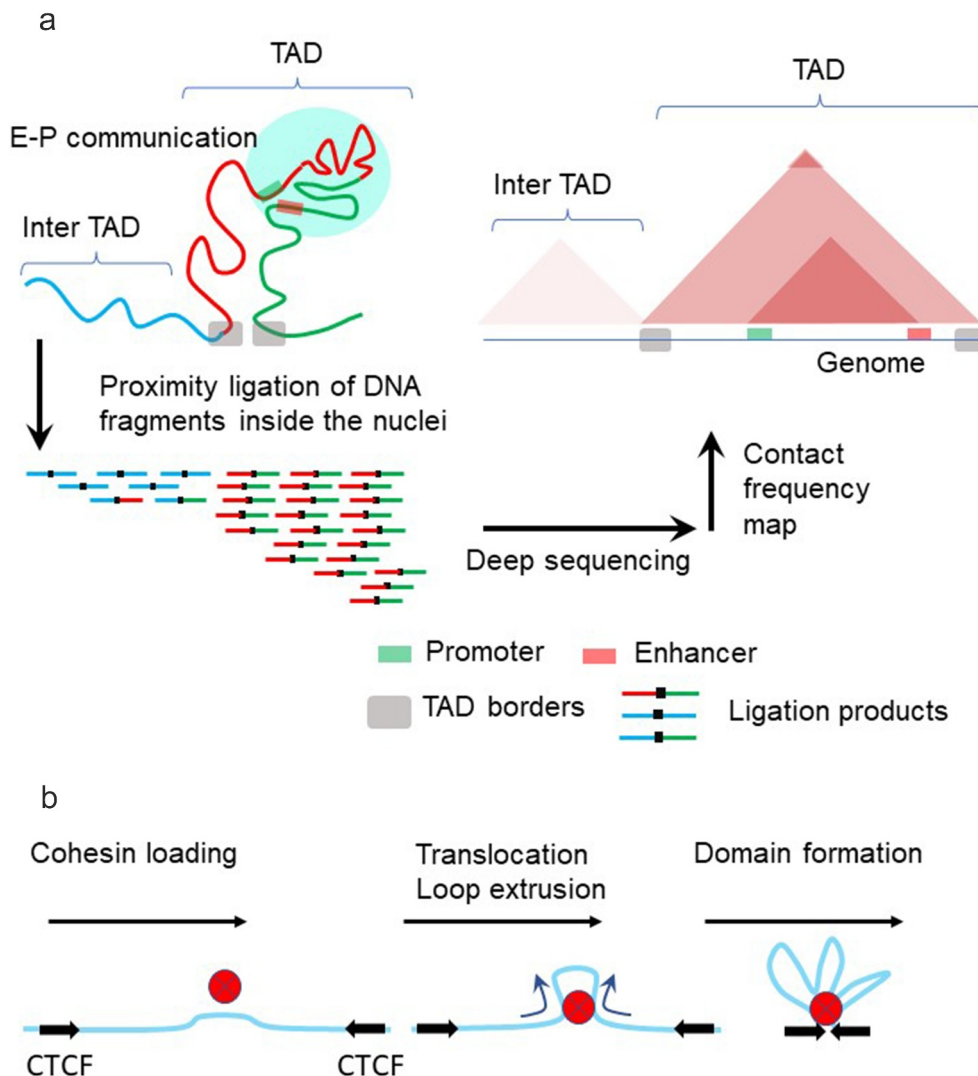 a
TAD
TAD
E-P communication
Inter TAD
Inter TAD
Genome
Proximity ligation of DNA
fragments inside the nuclei
Contact
frequency
map
Deep sequencing
Promoter
Enhancer
TAD borders
Ligation products
b
Cohesin loading
Translocation
Loop extrusion
Domain formation
CTCF
CTCF